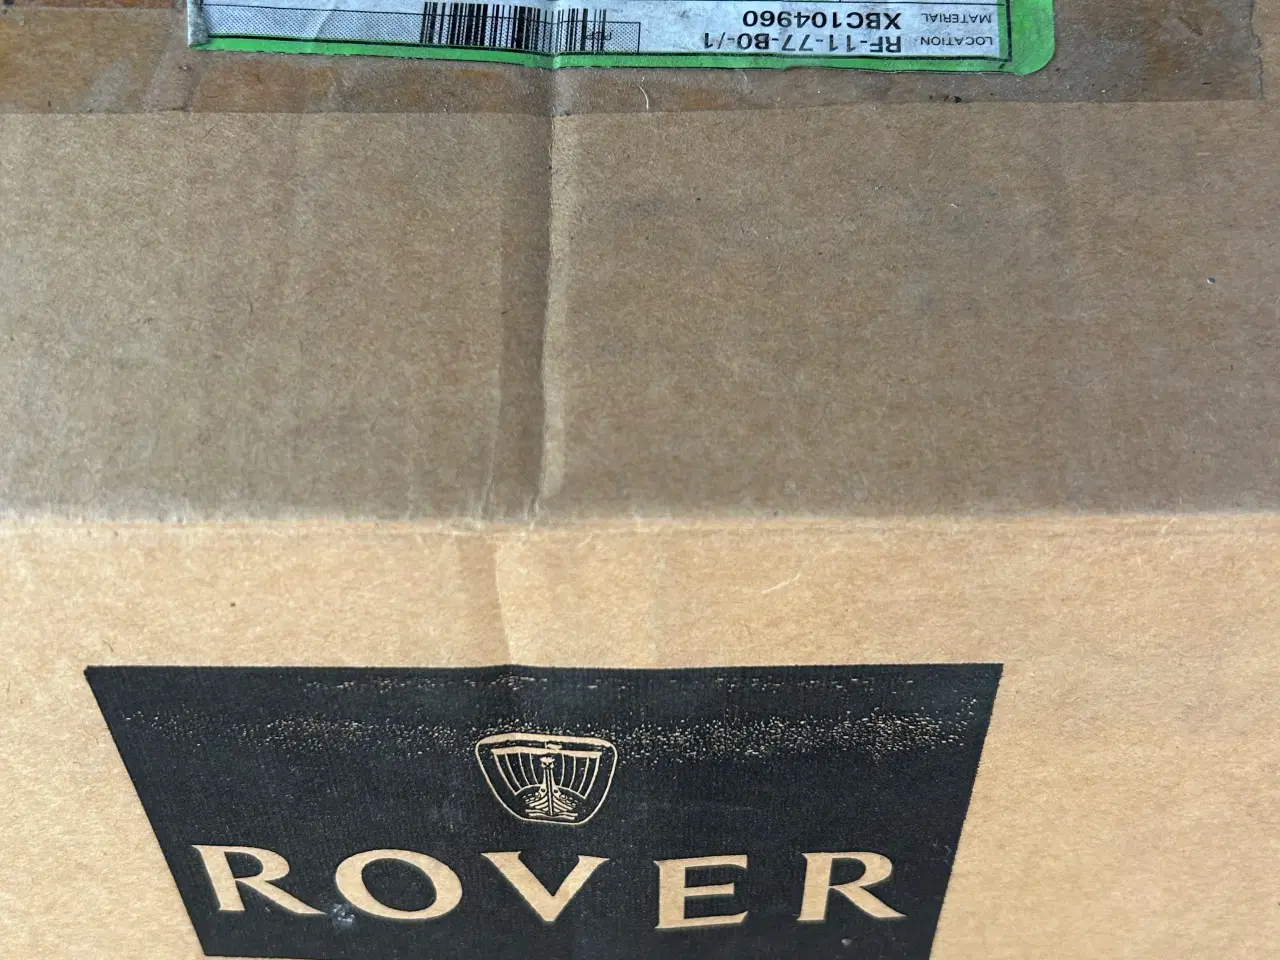 LOCATION RF-11-77-B0-/1
MATERIAL XBC104960
ROVER